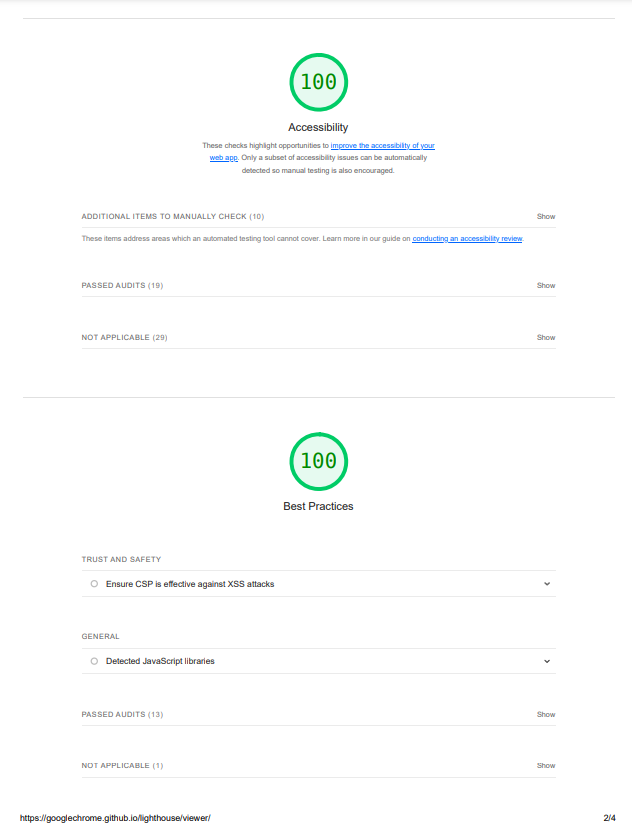 100
Accessibility
These checks highlight opportunities to improve the accessibility of your
web app. Only a subset of accessibility issues can be automatically
detected so manual testing is also encouraged.
ADDITIONAL ITEMS TO MANUALLY CHECK (10) Show
These items address areas which an automated testing tool cannot cover. Learn more in our guide on conducting an accessibility review.
PASSED AUDITS (19) Show
NOT APPLICABLE (29) Show
100
Best Practices
TRUST AND SAFETY
Ensure CSP is effective against XSS attacks
GENERAL
Detected JavaScript libraries
PASSED AUDITS (13) Show
NOT APPLICABLE (1) Show
https://googlechrome.github.io/lighthouse/viewer/ 2/4